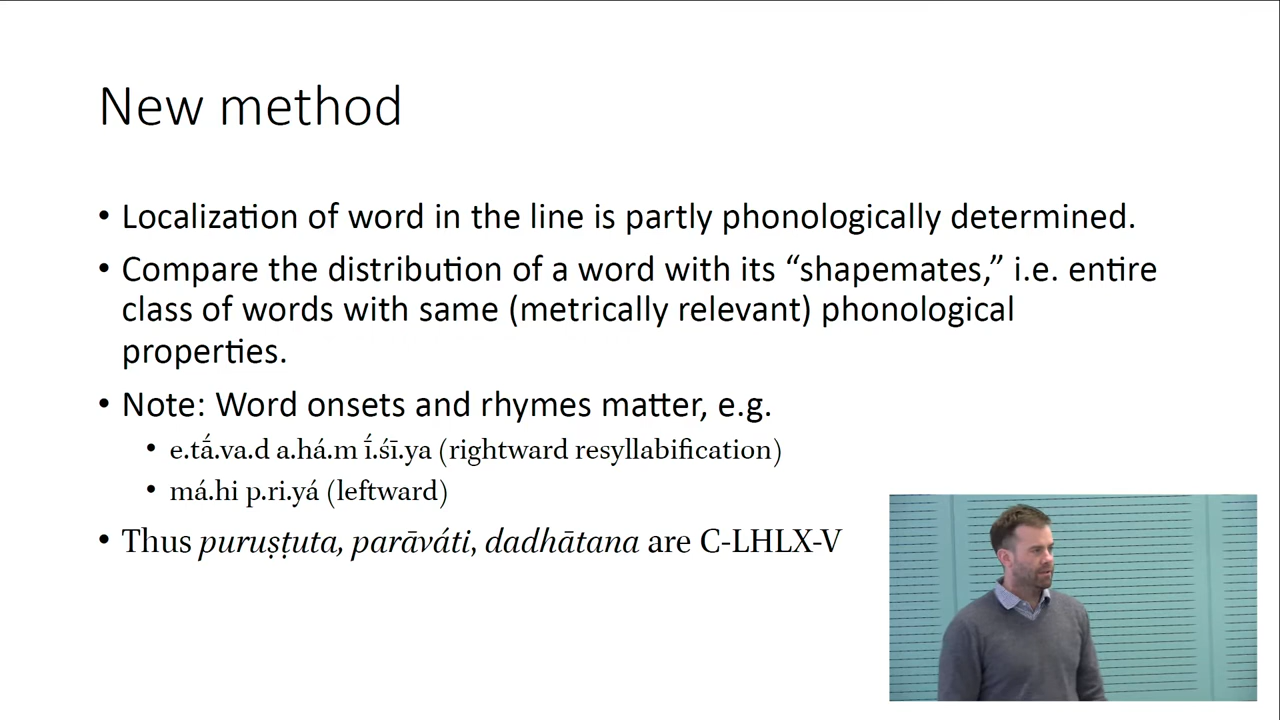 New method
• Localization of word in the line is partly phonologically determined.
• Compare the distribution of a word with its “shapemates,” i.e. entire
class of words with same (metrically relevant) phonological
properties.
• Note: Word onsets and rhymes matter, e.g.
• e.tā́.va.d a.há.m ī́.śī.ya (rightward resyllabification)
• má.hi p.ri.yá (leftward)
• Thus puruṣṭuta, parāváti, dadhātana are C-LHLX-V